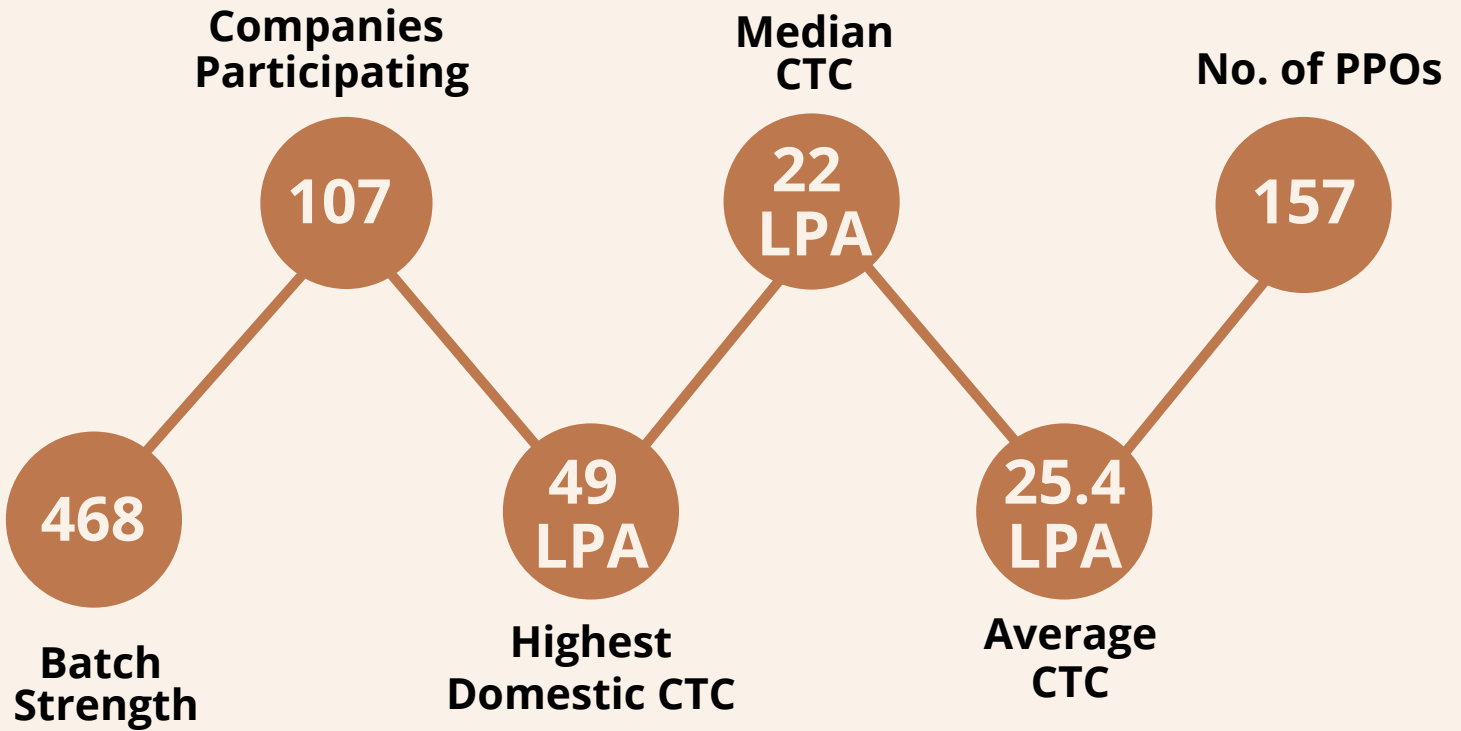 Companies
Participating
107
Median
CTC
22
LPA
No. of PPOs
157
468
Batch
Strength
49
LPA
Highest
Domestic CTC
25.4
LPA
Average
CTC